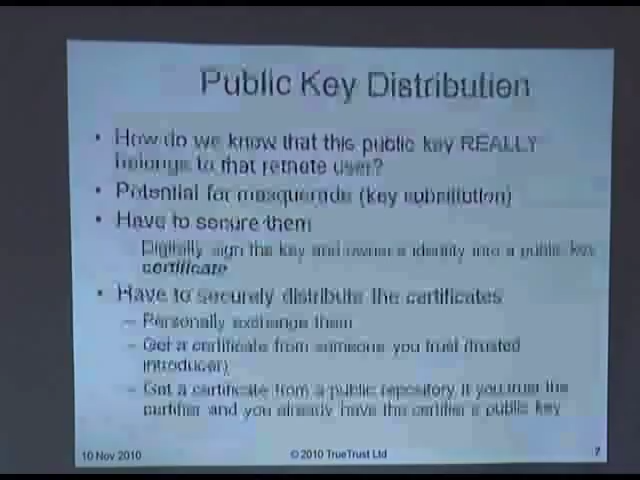 Public Key Distribution
• How do we know that this public key REALLY
belongs to that remote user?
• Potential for masquerade (key substitution)
• Have to secure them
Digitally sign the key and owner's identity into a public key
certificate
• Have to securely distribute the certificates
– Personally exchange them
– Get a certificate from someone you trust (trusted
introducer)
– Get a certificate from a public repository, if you trust the
certifier and you already have the certifier's public key
10 Nov 2010
© 2010 TrueTrust Ltd
7